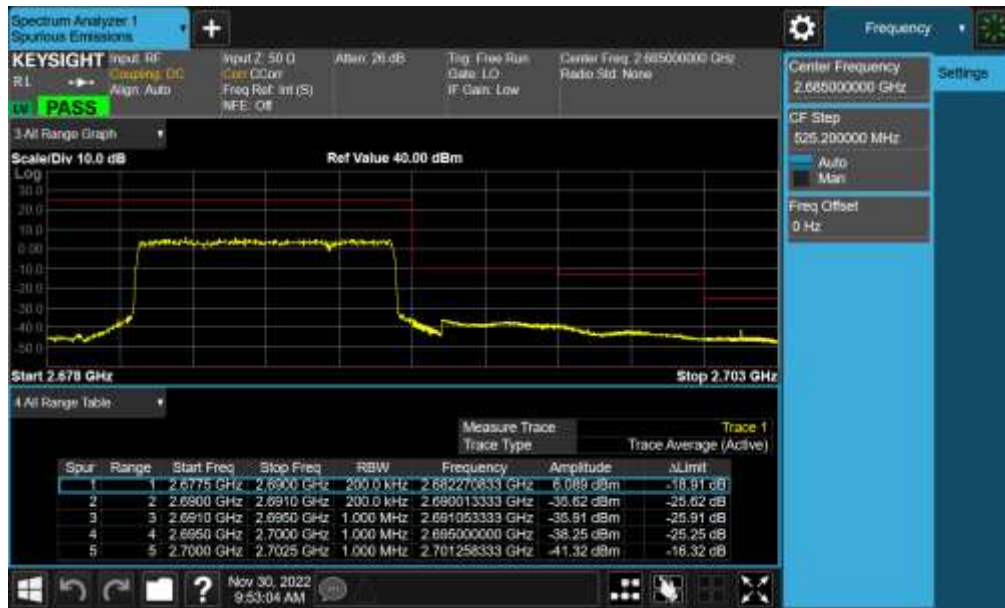 Spectrum Analyzer 1
Spurious Emissions
Frequency
KEYSIGHT Input: RF Input Z: 50 Ω Atten: 26 dB Trig: Free Run Center Freq: 2.685000000 GHz
RL Coupling: DC Corr CCorr Gate: LO Radio Std: None
Align: Auto Freq Ref: Int (S) IF Gain: Low
LW PASS NFE: Off
Center Frequency
2.685000000 GHz
Settings
CF Step
525.200000 MHz
Auto
Man
Freq Offset
0 Hz
3 All Range Graph
Scale/Div 10.0 dB Ref Value 40.00 dBm
Log
30.0
20.0
10.0
0.00
-10.0
-20.0
-30.0
-40.0
-50.0
Start 2.678 GHz Stop 2.703 GHz
4 All Range Table
Measure Trace Trace 1
Trace Type Trace Average (Active)
Spur Range Start Freq Stop Freq RBW Frequency Amplitude ΔLimit
1 1 2.6775 GHz 2.6900 GHz 200.0 kHz 2.682270833 GHz 6.089 dBm -18.91 dB
2 2 2.6900 GHz 2.6910 GHz 200.0 kHz 2.690013333 GHz -35.62 dBm -25.62 dB
3 3 2.6910 GHz 2.6950 GHz 1.000 MHz 2.691053333 GHz -35.91 dBm -25.91 dB
4 4 2.6950 GHz 2.7000 GHz 1.000 MHz 2.695000000 GHz -38.25 dBm -25.25 dB
5 5 2.7000 GHz 2.7025 GHz 1.000 MHz 2.701258333 GHz -41.32 dBm -16.32 dB
Nov 30, 2022
9:53:04 AM